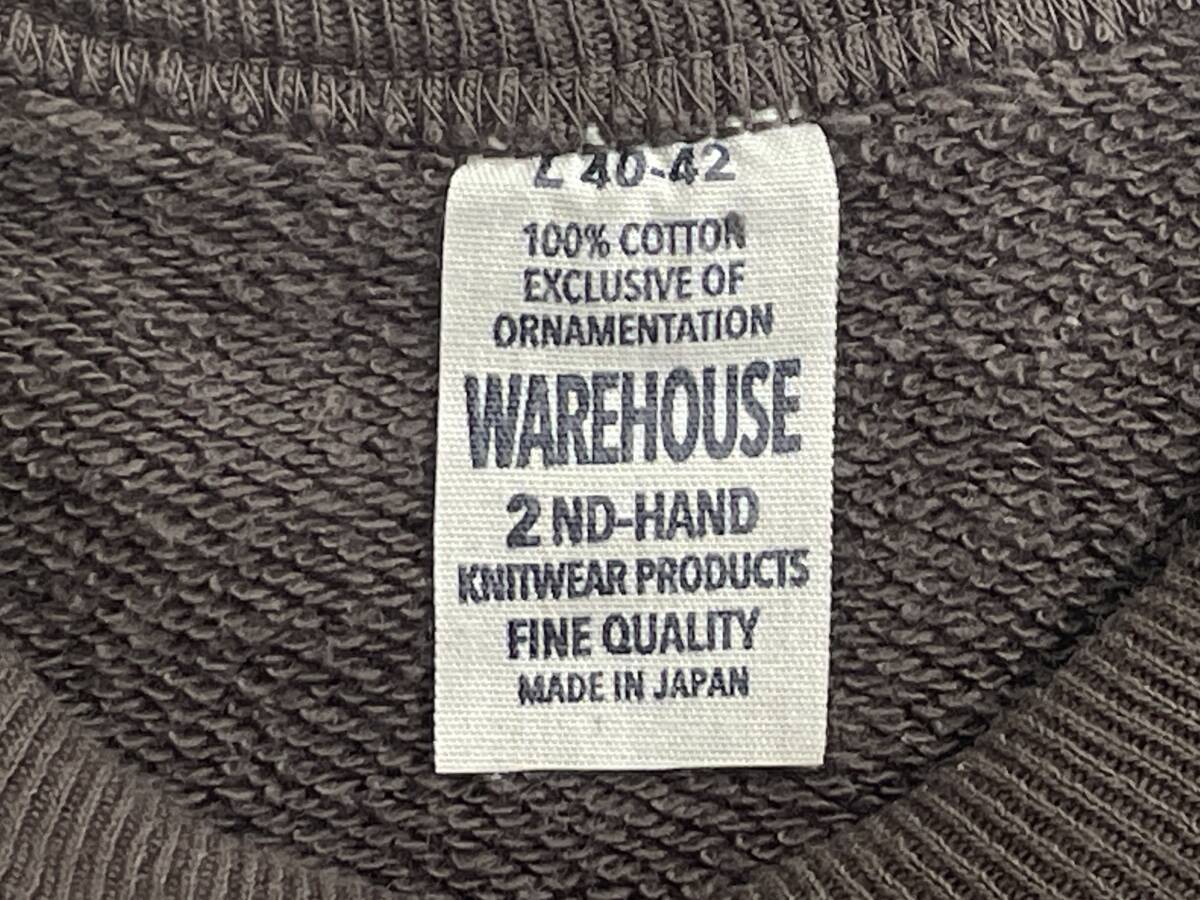 L 40-42
100% COTTON
EXCLUSIVE OF
ORNAMENTATION
WAREHOUSE
2 ND-HAND
KNITWEAR PRODUCTS
FINE QUALITY
MADE IN JAPAN